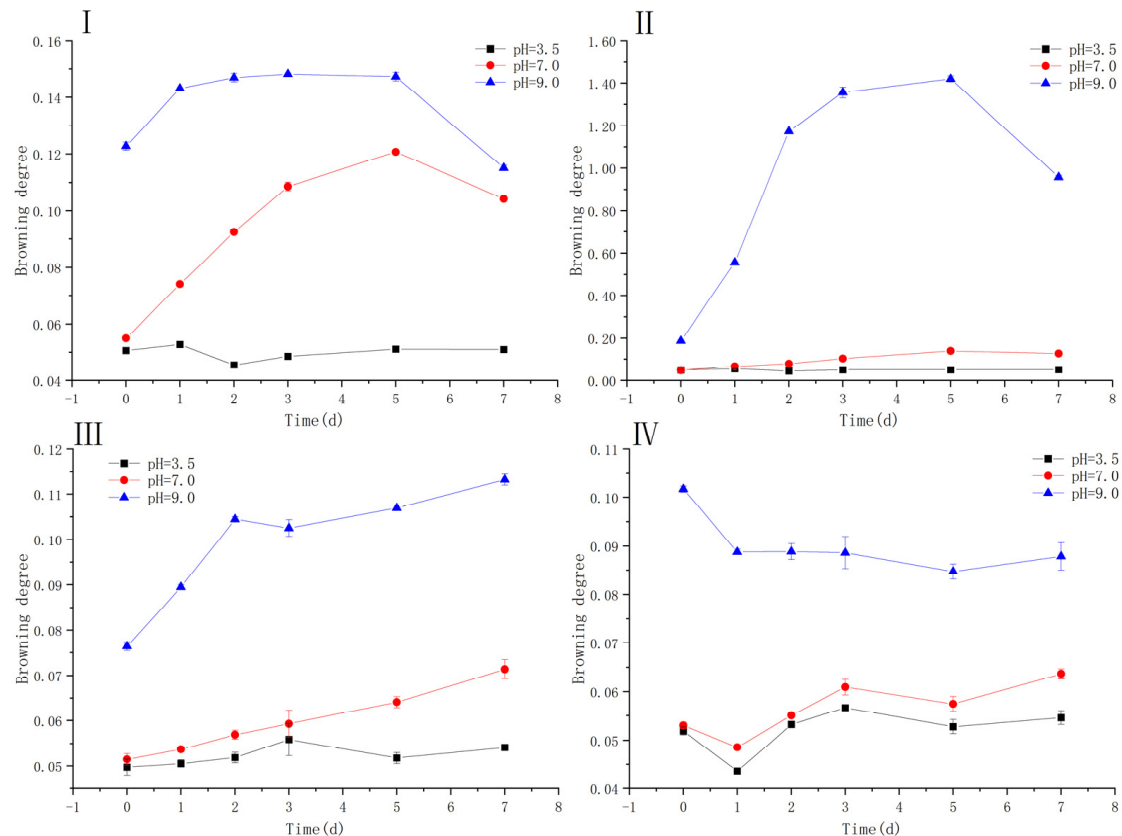 I
0.16
0.14
0.12
0.10
0.08
0.06
0.04
Browning degree
-1 0 1 2 3 4 5 6 7 8
Time(d)
pH=3.5
pH=7.0
pH=9.0
II
1.60
1.40
1.20
1.00
0.80
0.60
0.40
0.20
0.00
Browning degree
-1 0 1 2 3 4 5 6 7 8
Time(d)
pH=3.5
pH=7.0
pH=9.0
III
0.12
0.11
0.10
0.09
0.08
0.07
0.06
0.05
Browning degree
-1 0 1 2 3 4 5 6 7 8
Time(d)
pH=3.5
pH=7.0
pH=9.0
IV
0.11
0.10
0.09
0.08
0.07
0.06
0.05
0.04
Browning degree
-1 0 1 2 3 4 5 6 7 8
Time(d)
pH=3.5
pH=7.0
pH=9.0